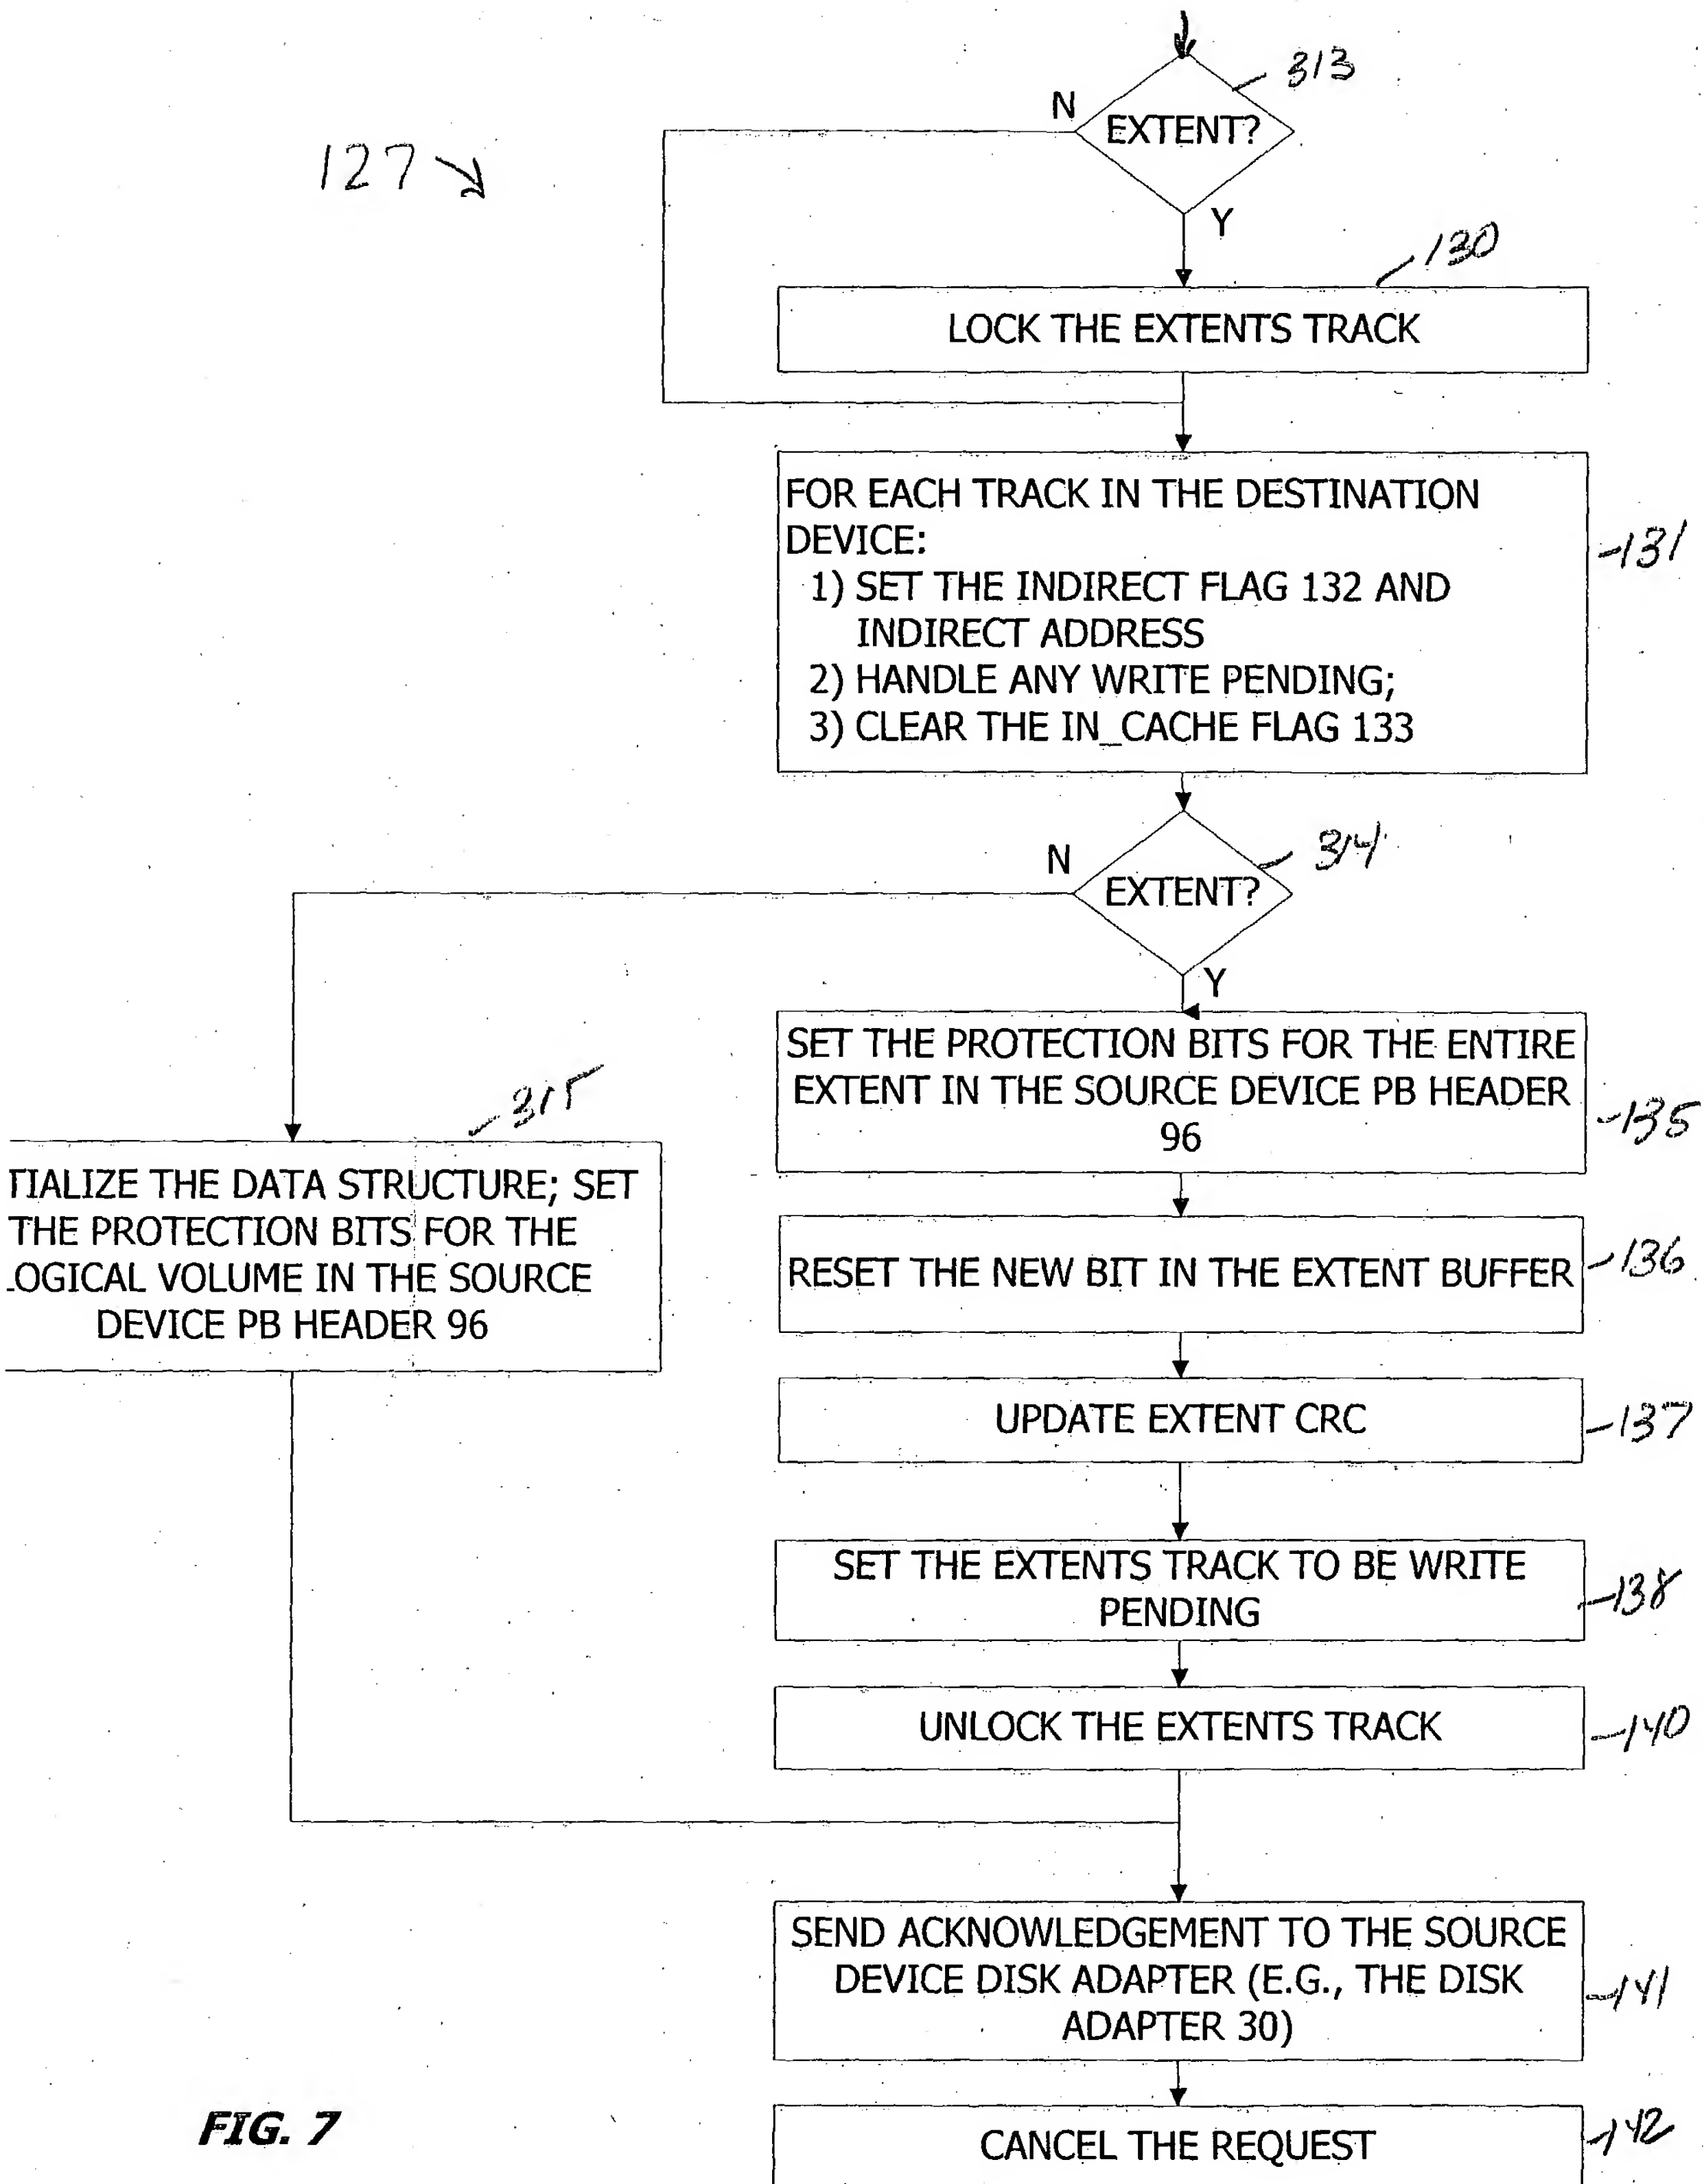 313
N
EXTENT?
127
Y
130
LOCK THE EXTENTS TRACK
FOR EACH TRACK IN THE DESTINATION
DEVICE:
131
1) SET THE INDIRECT FLAG 132 AND
INDIRECT ADDRESS
2) HANDLE ANY WRITE PENDING;
3) CLEAR THE IN_CACHE FLAG 133
314
N
EXTENT?
Y
SET THE PROTECTION BITS FOR THE ENTIRE
EXTENT IN THE SOURCE DEVICE PB HEADER
96
135
315
TIALIZE THE DATA STRUCTURE; SET
THE PROTECTION BITS FOR THE
OGICAL VOLUME IN THE SOURCE
DEVICE PB HEADER 96
RESET THE NEW BIT IN THE EXTENT BUFFER
136
UPDATE EXTENT CRC
137
SET THE EXTENTS TRACK TO BE WRITE
PENDING
138
UNLOCK THE EXTENTS TRACK
140
SEND ACKNOWLEDGEMENT TO THE SOURCE
DEVICE DISK ADAPTER (E.G., THE DISK
ADAPTER 30)
141
FIG. 7
CANCEL THE REQUEST
142